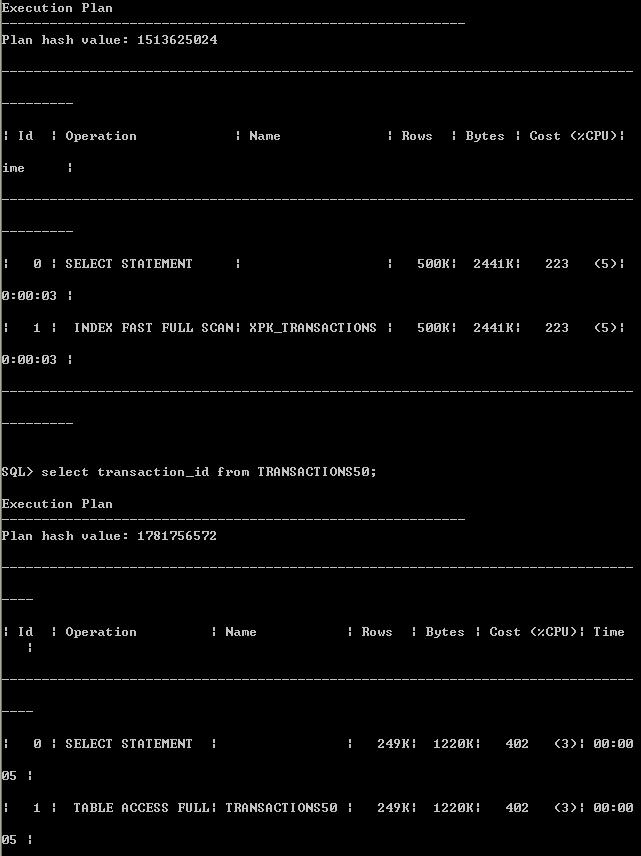 Execution Plan
----------------------------------------------------------
Plan hash value: 1513625024
-------------------------------------------------------------------------------
---------
| Id  | Operation            | Name             | Rows  | Bytes | Cost (%CPU)|
ime     |
-------------------------------------------------------------------------------
---------
|   0 | SELECT STATEMENT     |                  |   500K|  2441K|   223   (5)|
0:00:03 |
|   1 |  INDEX FAST FULL SCAN| XPK_TRANSACTIONS |   500K|  2441K|   223   (5)|
0:00:03 |
-------------------------------------------------------------------------------
---------
SQL> select transaction_id from TRANSACTIONS50;
Execution Plan
----------------------------------------------------------
Plan hash value: 1781756572
-------------------------------------------------------------------------------
----
| Id  | Operation         | Name           | Rows  | Bytes | Cost (%CPU)| Time
   |
-------------------------------------------------------------------------------
----
|   0 | SELECT STATEMENT  |                |   249K|  1220K|   402   (3)| 00:00
05 |
|   1 |  TABLE ACCESS FULL| TRANSACTIONS50 |   249K|  1220K|   402   (3)| 00:00
05 |